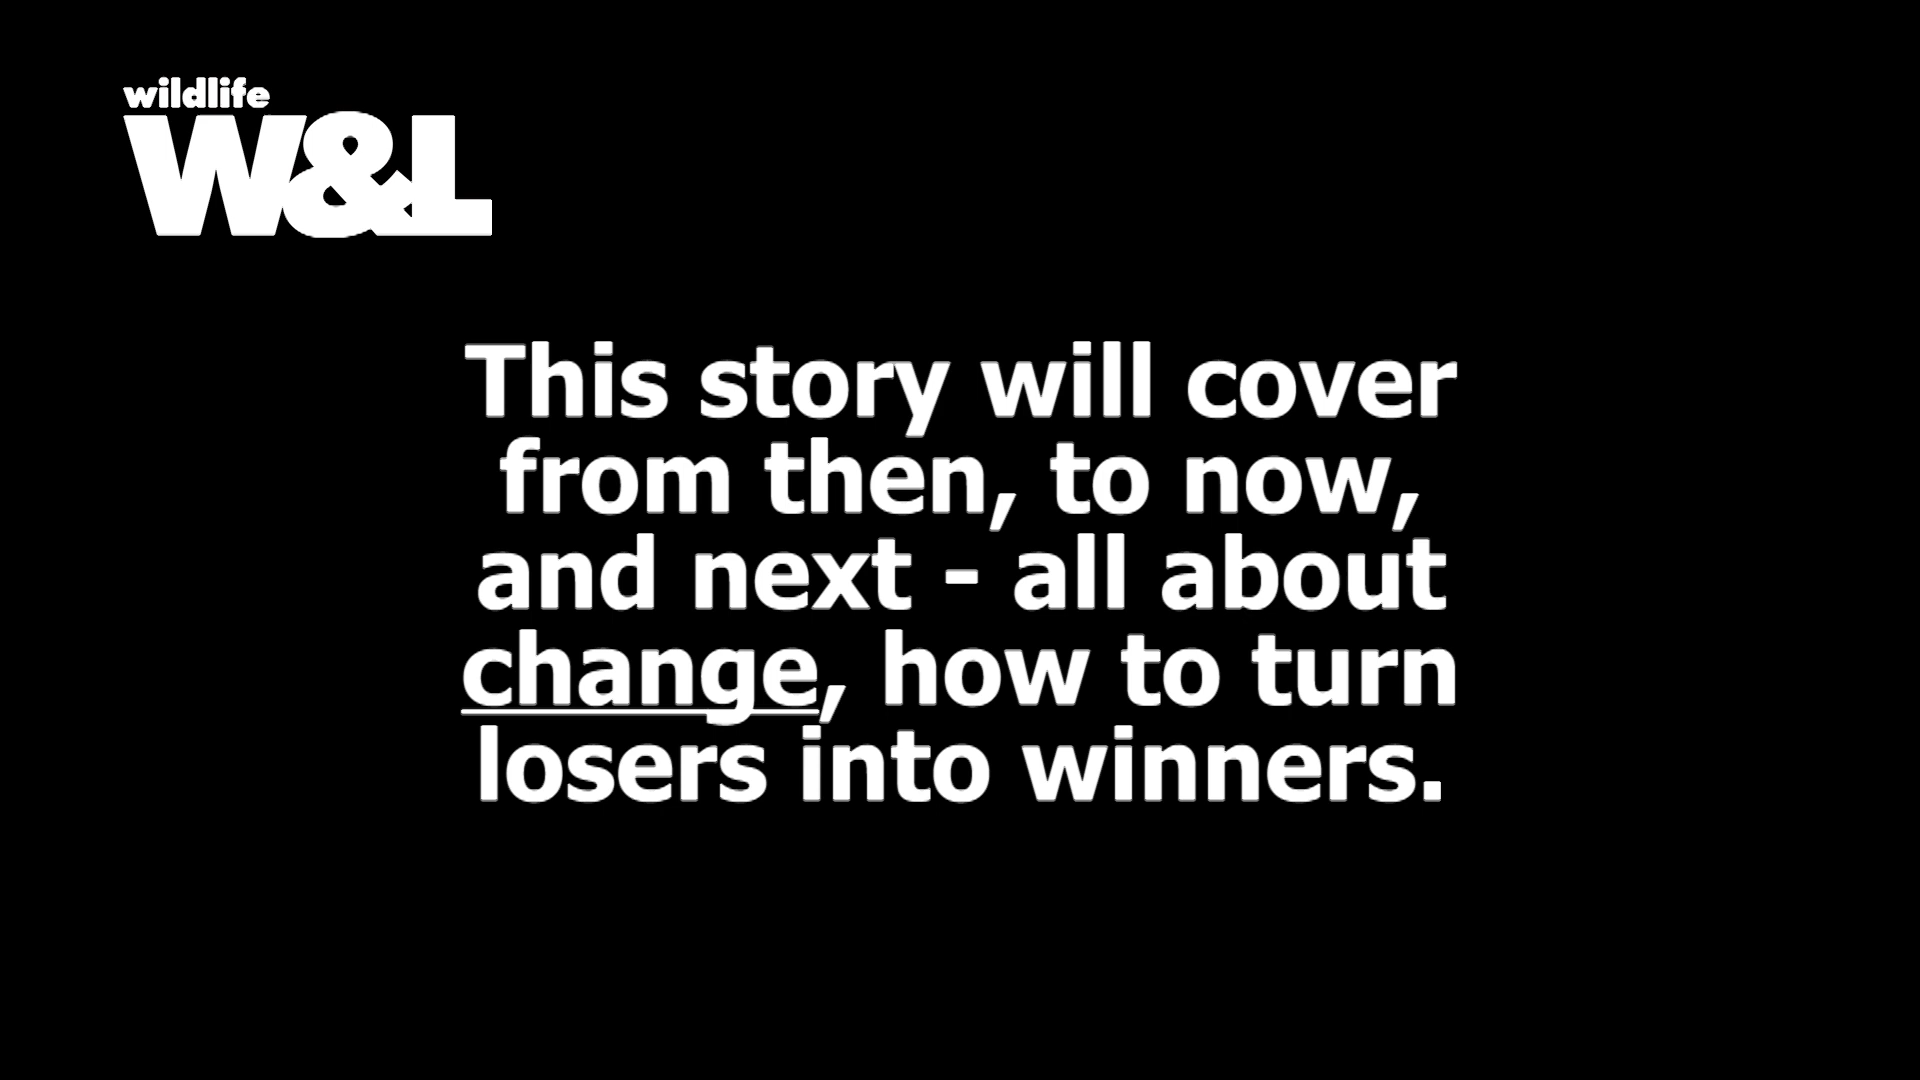 wildlife
W&L
This story will cover
from then, to now,
and next - all about
change, how to turn
losers into winners.